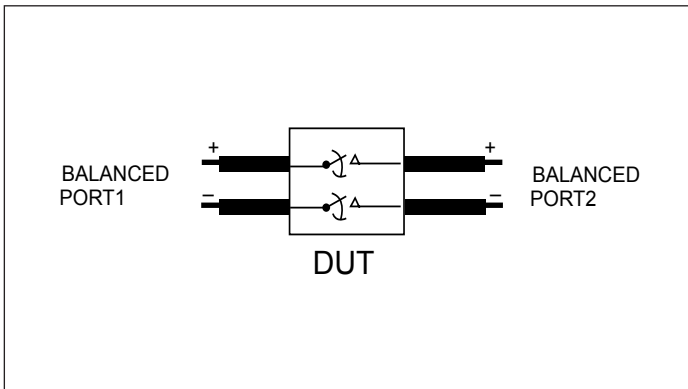 + +
BALANCED
PORT1
BALANCED
PORT2
– –
DUT